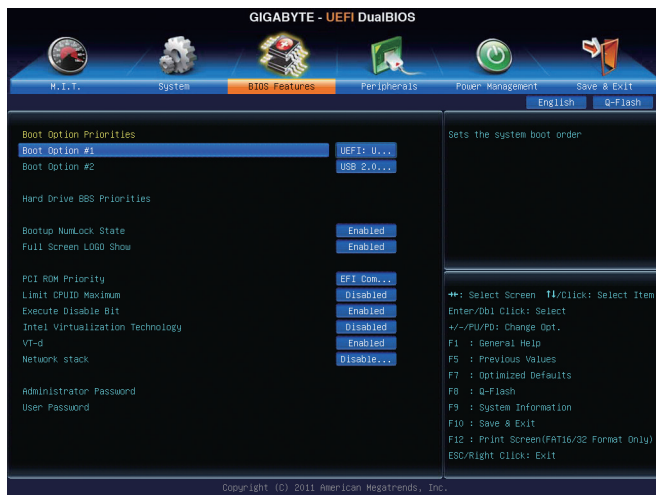 GIGABYTE - UEFI DualBIOS
M.I.T. System BIOS Features Peripherals Power Management Save & Exit
English Q-Flash
Boot Option Priorities
Boot Option #1 UEFI: U...
Boot Option #2 USB 2.0...
Hard Drive BBS Priorities
Bootup NumLock State Enabled
Full Screen LOGO Show Enabled
PCI ROM Priority EFI Com...
Limit CPUID Maximum Disabled
Execute Disable Bit Enabled
Intel Virtualization Technology Disabled
VT-d Enabled
Network stack Disable...
Administrator Password
User Password
Sets the system boot order
→←: Select Screen ↑↓/Click: Select Item
Enter/Dbl Click: Select
+/-/PU/PD: Change Opt.
F1 : General Help
F5 : Previous Values
F7 : Optimized Defaults
F8 : Q-Flash
F9 : System Information
F10 : Save & Exit
F12 : Print Screen(FAT16/32 Format Only)
ESC/Right Click: Exit
Copyright (C) 2011 American Megatrends, Inc.